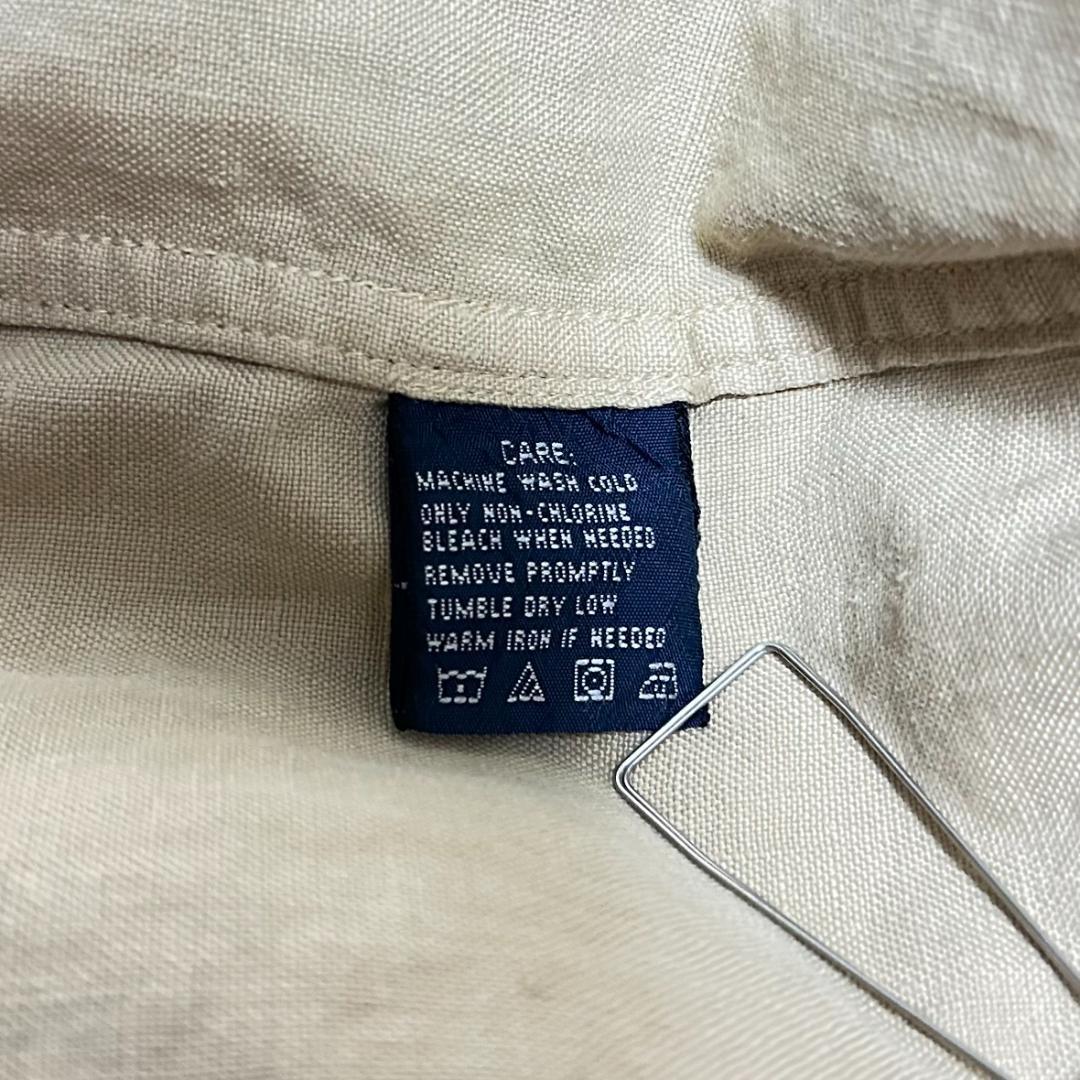 CARE:
MACHINE WASH COLD
ONLY NON-CHLORINE
BLEACH WHEN NEEDED
REMOVE PROMPTLY
TUMBLE DRY LOW
WARM IRON IF NEEDED